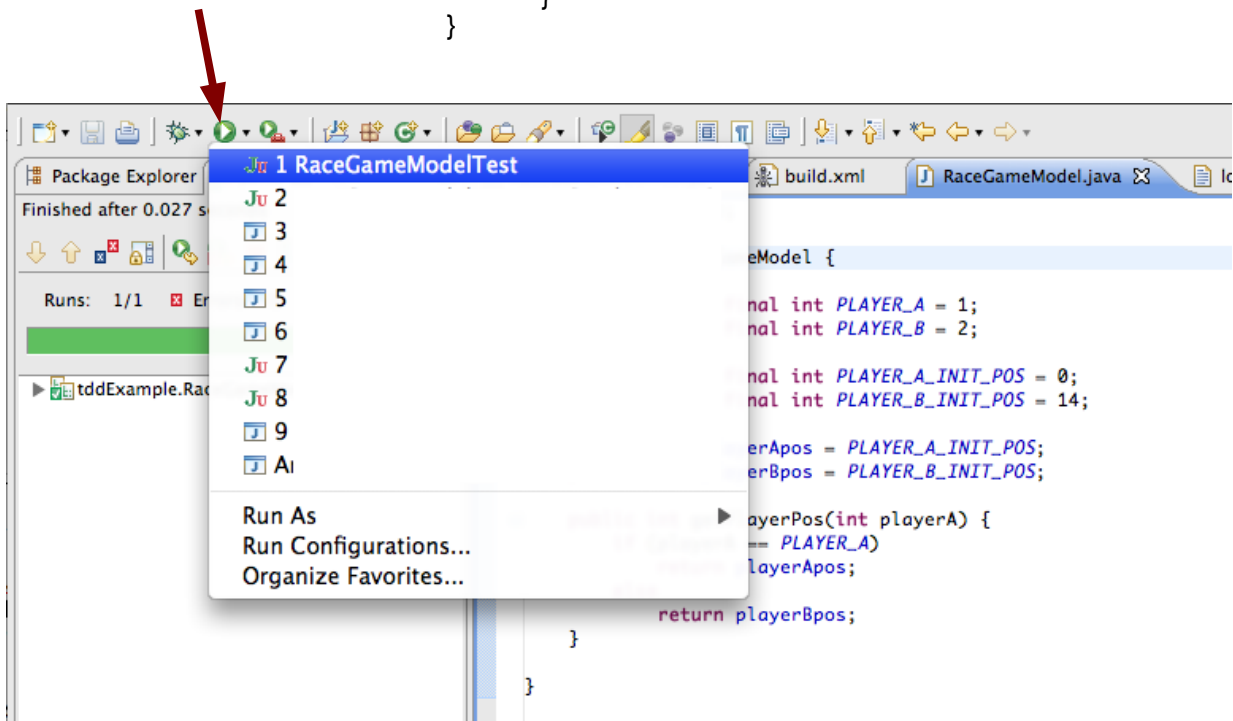 }
}
Package Explorer
build.xml
RaceGameModel.java
Finished after 0.027 s
Runs: 1/1
Er
tddExample.Rac
1 RaceGameModelTest
2
3
4
5
6
7
8
9
Run As
Run Configurations...
Organize Favorites...
eModel {
nal int PLAYER_A = 1;
nal int PLAYER_B = 2;
nal int PLAYER_A_INIT_POS = 0;
nal int PLAYER_B_INIT_POS = 14;
erApos = PLAYER_A_INIT_POS;
erBpos = PLAYER_B_INIT_POS;
ayerPos(int playerA) {
== PLAYER_A)
layerApos;
return playerBpos;
}
}